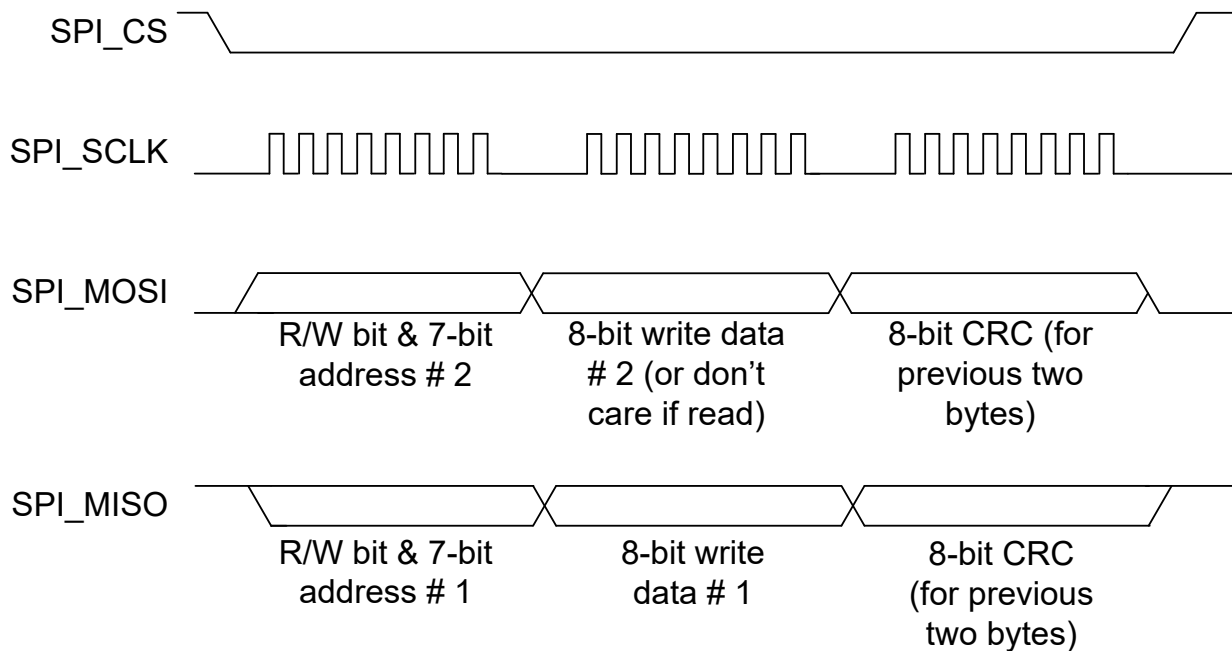 SPI_CS
SPI_SCLK
SPI_MOSI
R/W bit & 7-bit
address # 2
8-bit write data
# 2 (or don’t
care if read)
8-bit CRC (for
previous two
bytes)
SPI_MISO
R/W bit & 7-bit
address # 1
8-bit write
data # 1
8-bit CRC
(for previous
two bytes)